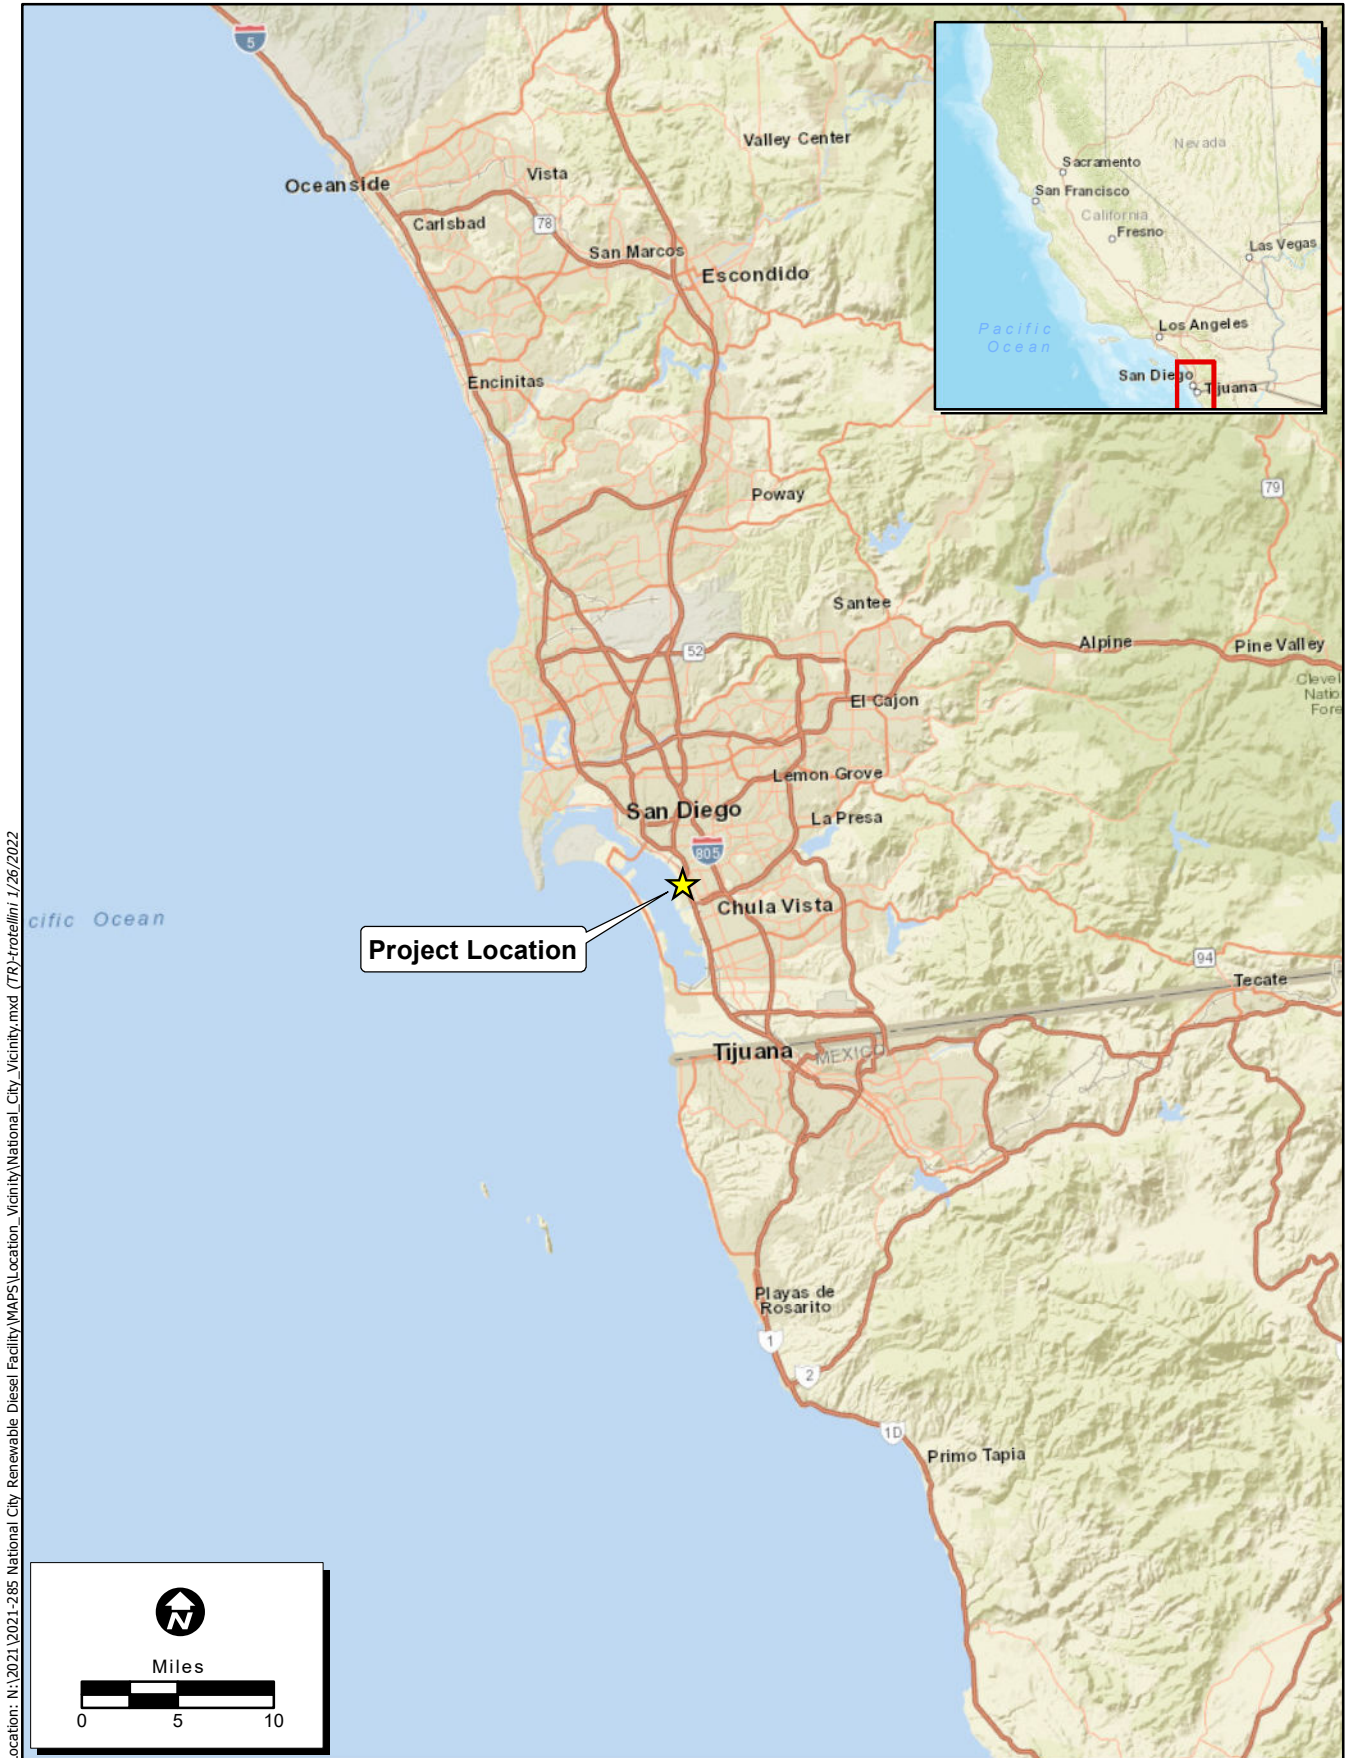 5
Valley Center
Oceanside
Vista
Carlsbad
78
San Marcos
Escondido
Encinitas
Poway
79
Santee
52
Alpine
Pine Valley
Clevel
Natio
Fore
El Cajon
Lemon Grove
San Diego
La Presa
805
Chula Vista
cific Ocean
Project Location
94
Tecate
Tijuana
MEXICO
Playas de
Rosarito
1
2
1D
Primo Tapia
Nevada
Sacramento
San Francisco
California
Fresno
Las Vegas
Pacific
Ocean
Los Angeles
San Diego
Tijuana
N
Miles
0 5 10
ocation: N:\2021\2021-285 National City Renewable Diesel Facility\MAPS\Location_Vicinity\National_City_Vicinity.mxd (TR)-trotellini 1/26/2022